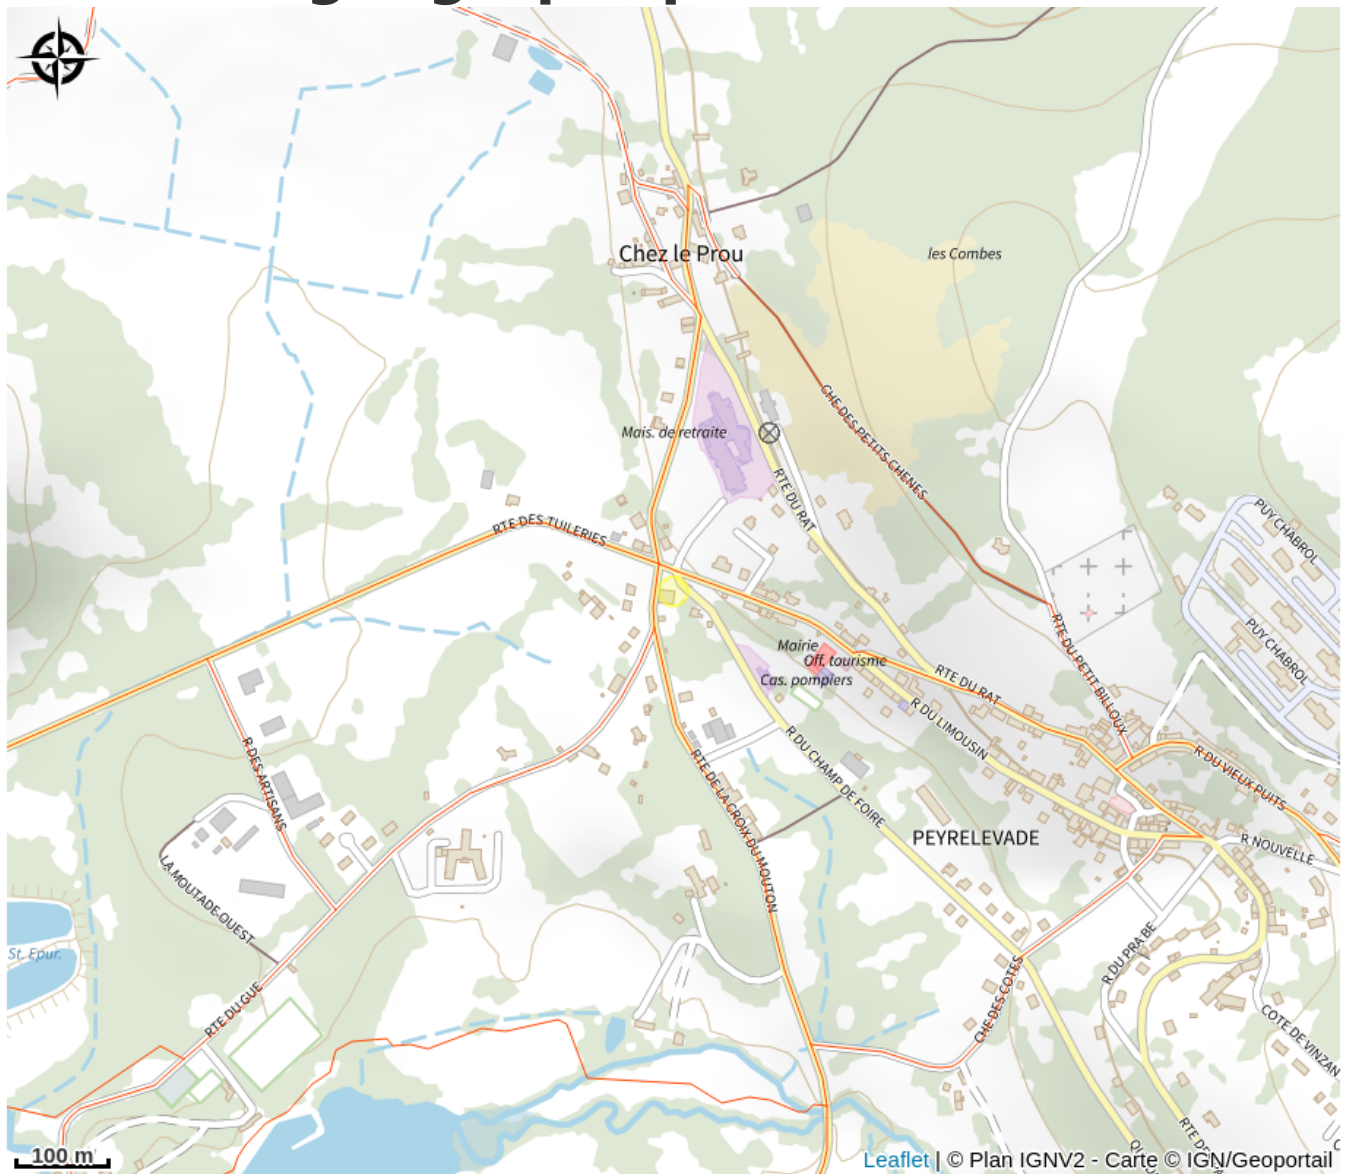 Chez le Prou
les Combes
CHE DES PETITS CHENES
Mais. de retraite
RTE DU RAT
RTE DES TUILERIES
PUY CHABROL
PUY CHABROL
Mairie
Off. tourisme
Cas. pompiers
RTE DU PETIT BILLOUX
RTE DU RAT
R DU LIMOUSIN
R DU CHAMP DE FOIRE
R DES ARTISANS
RTE DE LA CROIX DU MOUTON
R DU VIEUX PUITS
PEYRELEVADE
R NOUVELLE
LA MOUTADE-OUEST
St. Epur.
R DU PRA BE
RTE DU GUE
CHE DES COTES
COTE DE VINZAN
100 m
Leaflet | © Plan IGNV2 - Carte © IGN/Geoportail